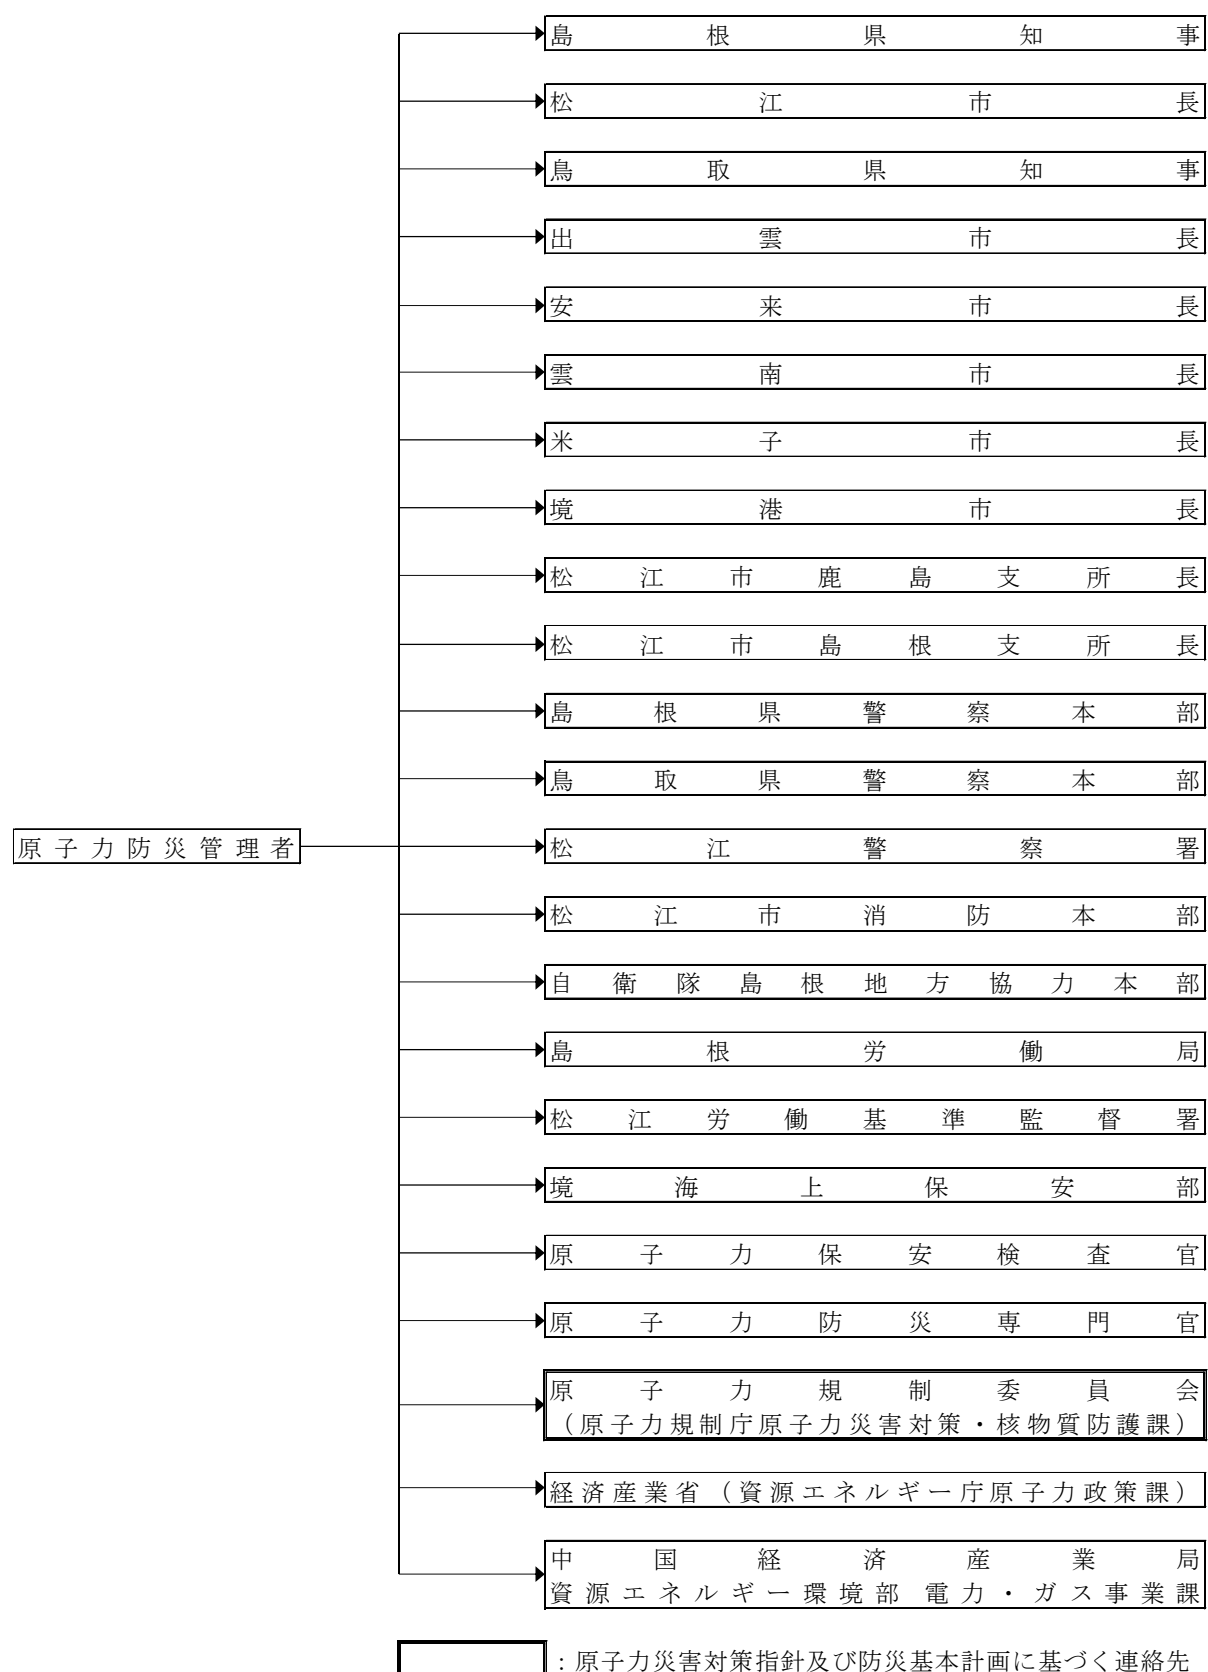 島根県知事
松江市長
鳥取県知事
出雲市長
安来市長
雲南市長
米子市長
境港市長
松江市鹿島支所長
松江市島根支所長
島根県警察本部
鳥取県警察本部
原子力防災管理者
松江警察署
松江市消防本部
自衛隊島根地方協力本部
島根労働局
松江労働基準監督署
境海上保安部
原子力保安検査官
原子力防災専門官
原子力規制委員会
（原子力規制庁原子力災害対策・核物質防護課）
経済産業省（資源エネルギー庁原子力政策課）
中国経済産業局
資源エネルギー環境部 電力・ガス事業課
：原子力災害対策指針及び防災基本計画に基づく連絡先